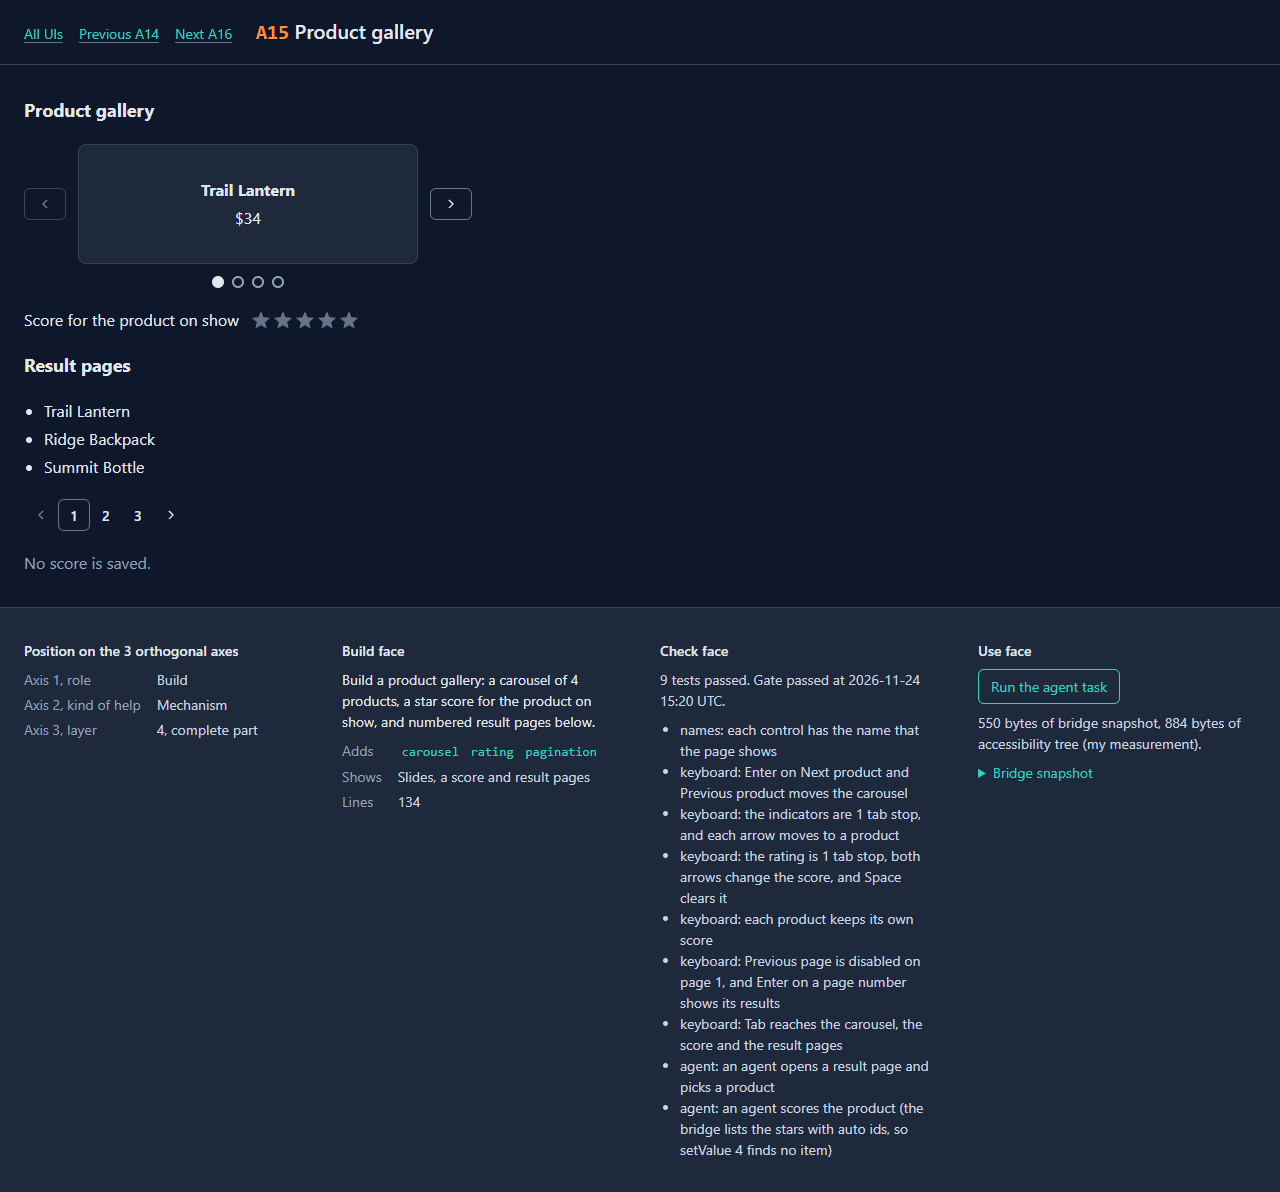 All UIs Previous A14 Next A16 A15 Product gallery
Product gallery
Trail Lantern
$34
Score for the product on show
Result pages
Trail Lantern
Ridge Backpack
Summit Bottle
1 2 3
No score is saved.
Position on the 3 orthogonal axes
Axis 1, role Build
Axis 2, kind of help Mechanism
Axis 3, layer 4, complete part
Build face
Build a product gallery: a carousel of 4
products, a star score for the product on
show, and numbered result pages below.
Adds carousel rating pagination
Shows Slides, a score and result pages
Lines 134
Check face
9 tests passed. Gate passed at 2026-11-24
15:20 UTC.
names: each control has the name that
the page shows
keyboard: Enter on Next product and
Previous product moves the carousel
keyboard: the indicators are 1 tab stop,
and each arrow moves to a product
keyboard: the rating is 1 tab stop, both
arrows change the score, and Space
clears it
keyboard: each product keeps its own
score
keyboard: Previous page is disabled on
page 1, and Enter on a page number
shows its results
keyboard: Tab reaches the carousel, the
score and the result pages
agent: an agent opens a result page and
picks a product
agent: an agent scores the product (the
bridge lists the stars with auto ids, so
setValue 4 finds no item)
Use face
Run the agent task
550 bytes of bridge snapshot, 884 bytes of
accessibility tree (my measurement).
Bridge snapshot